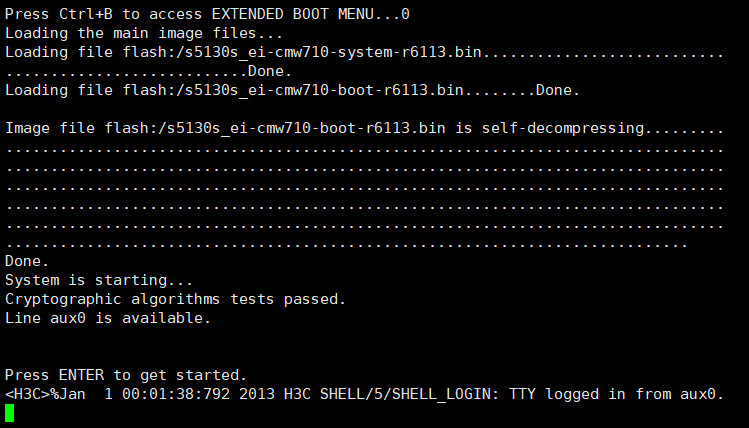 Press Ctrl+B to access EXTENDED BOOT MENU...0
Loading the main image files...
Loading file flash:/s5130s_ei-cmw710-system-r6113.bin...........................
...........................Done.
Loading file flash:/s5130s_ei-cmw710-boot-r6113.bin........Done.
Image file flash:/s5130s_ei-cmw710-boot-r6113.bin is self-decompressing.........
................................................................................
................................................................................
................................................................................
................................................................................
................................................................................
............................................................................
Done.
System is starting...
Cryptographic algorithms tests passed.
Line aux0 is available.
Press ENTER to get started.
<H3C>%Jan  1 00:01:38:792 2013 H3C SHELL/5/SHELL_LOGIN: TTY logged in from aux0.